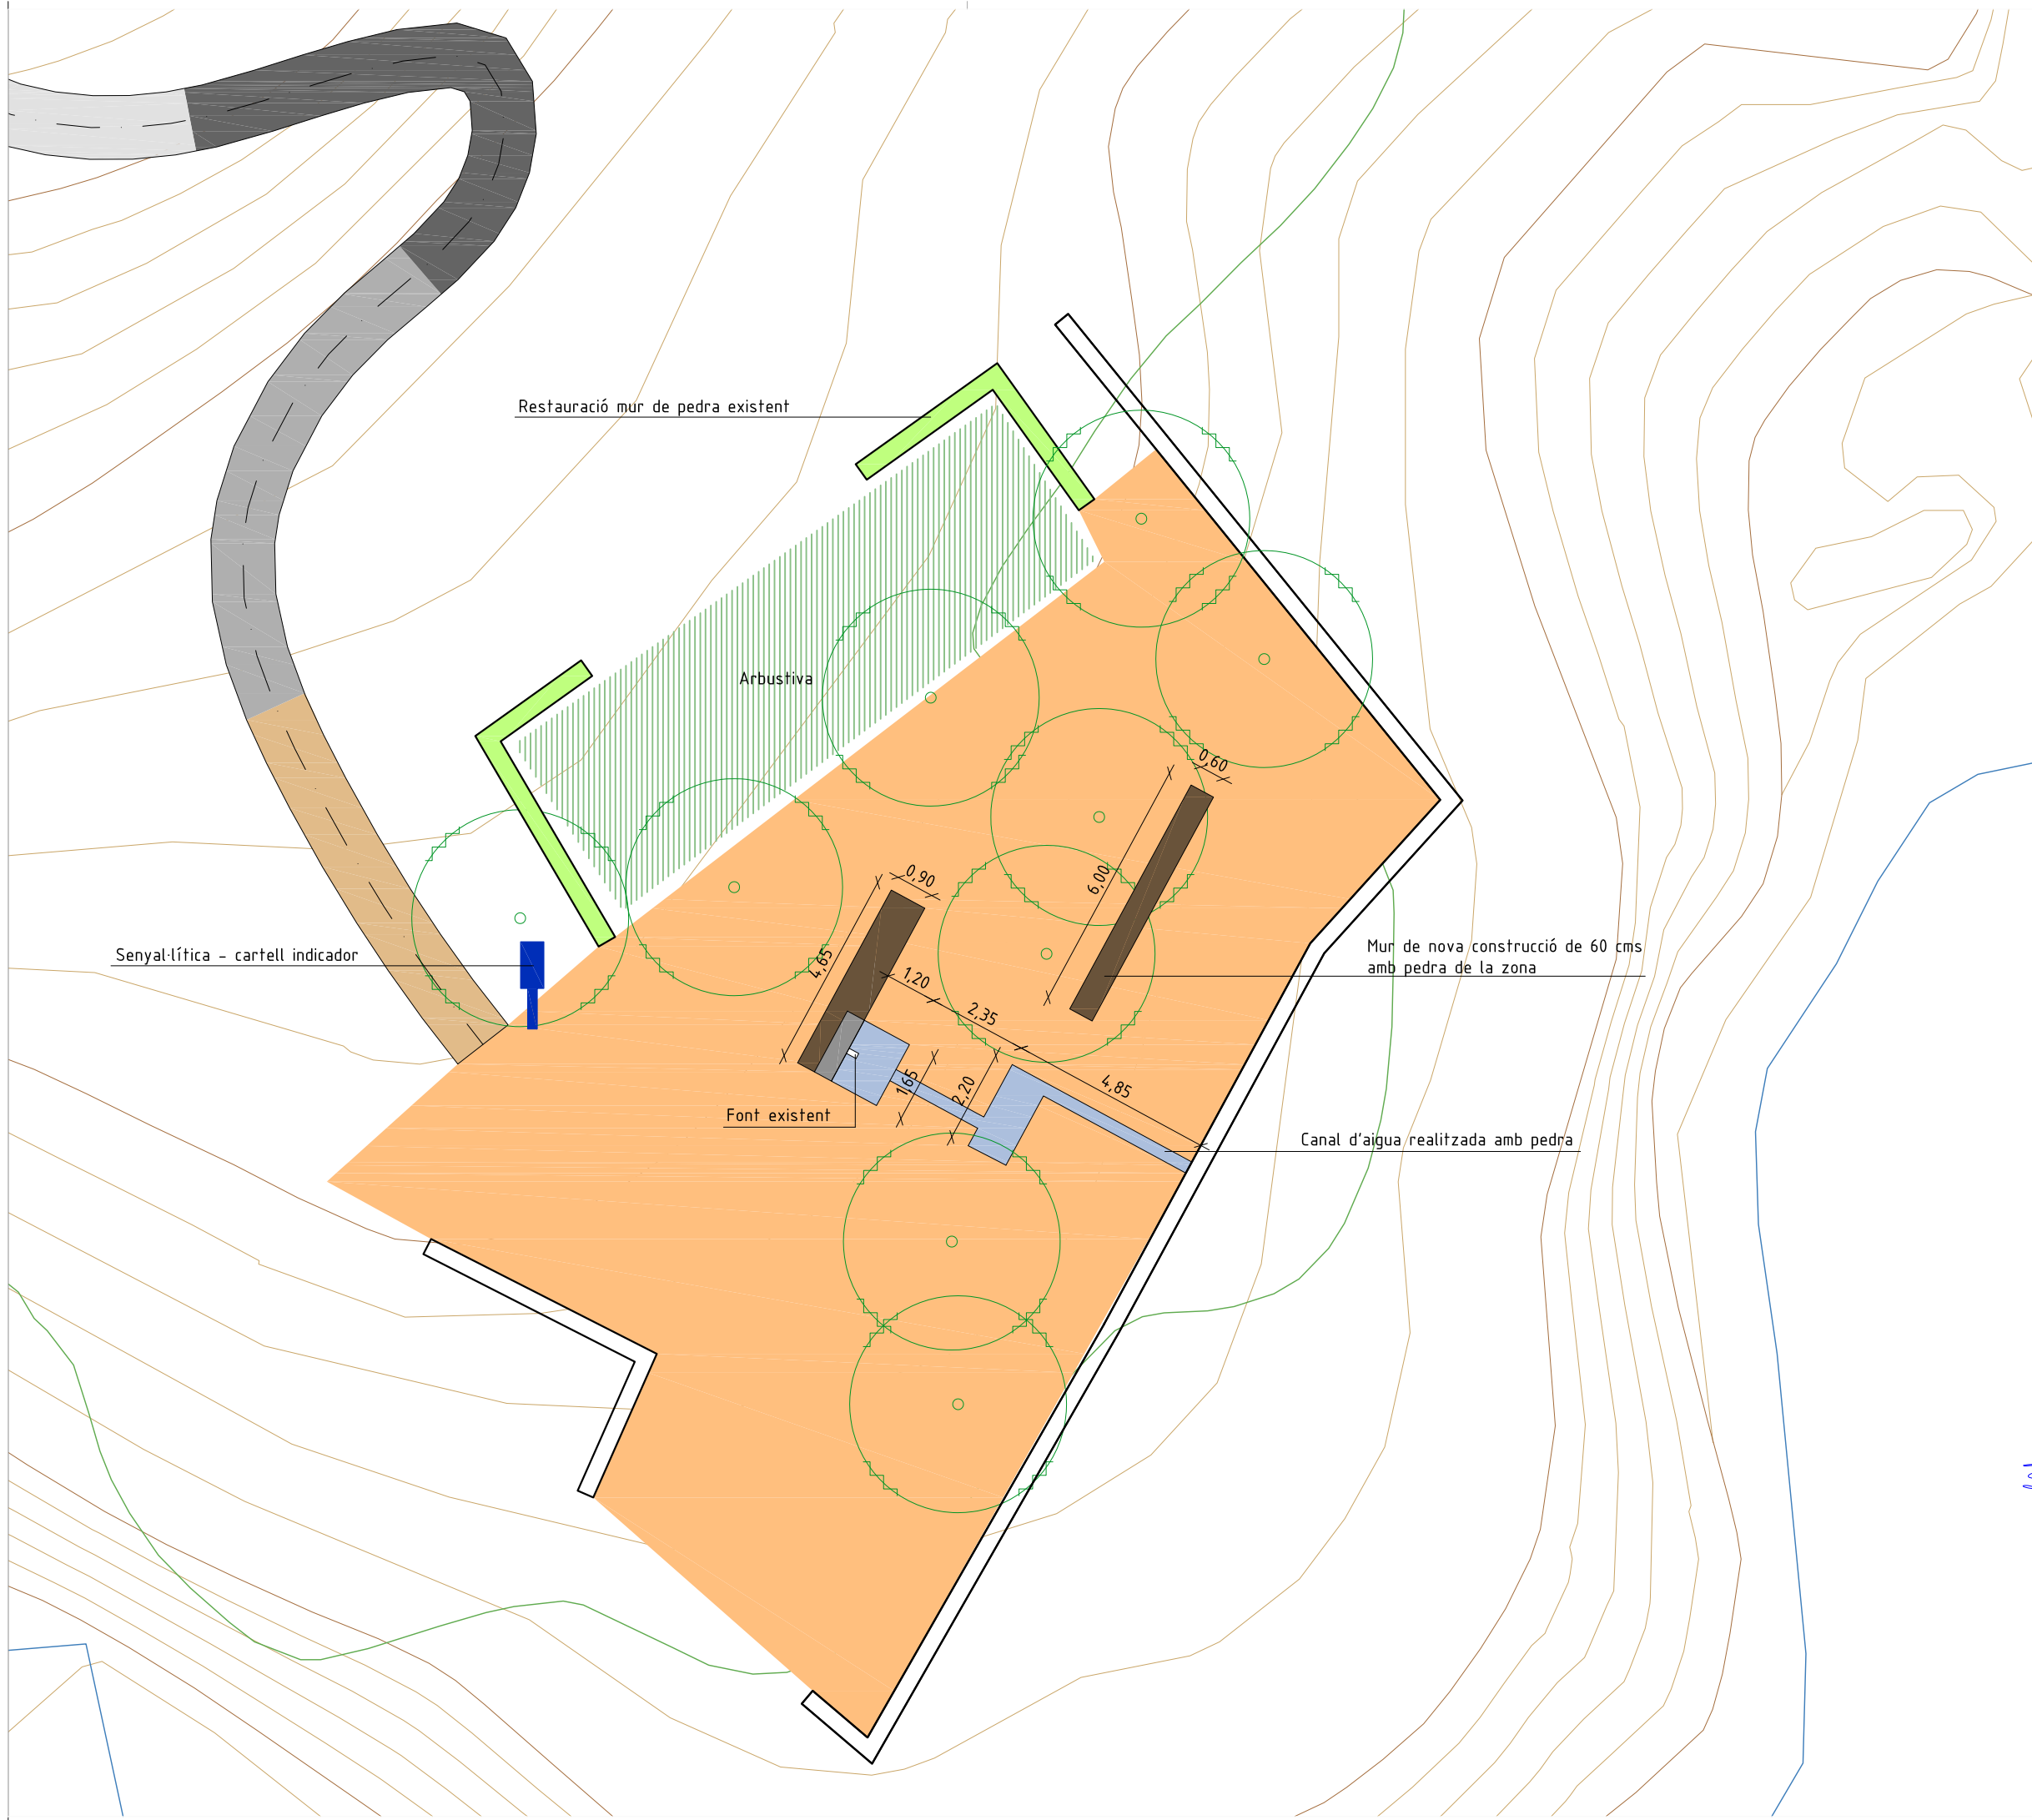 Restauració mur de pedra existent
Arbustiva
0,60
6,00
0,90
4,65
1,20
2,35
Mur de nova construcció de 60 cms
amb pedra de la zona
Senyal·lítica – cartell indicador
1,65
2,20
4,85
Font existent
Canal d'aigua realitzada amb pedra